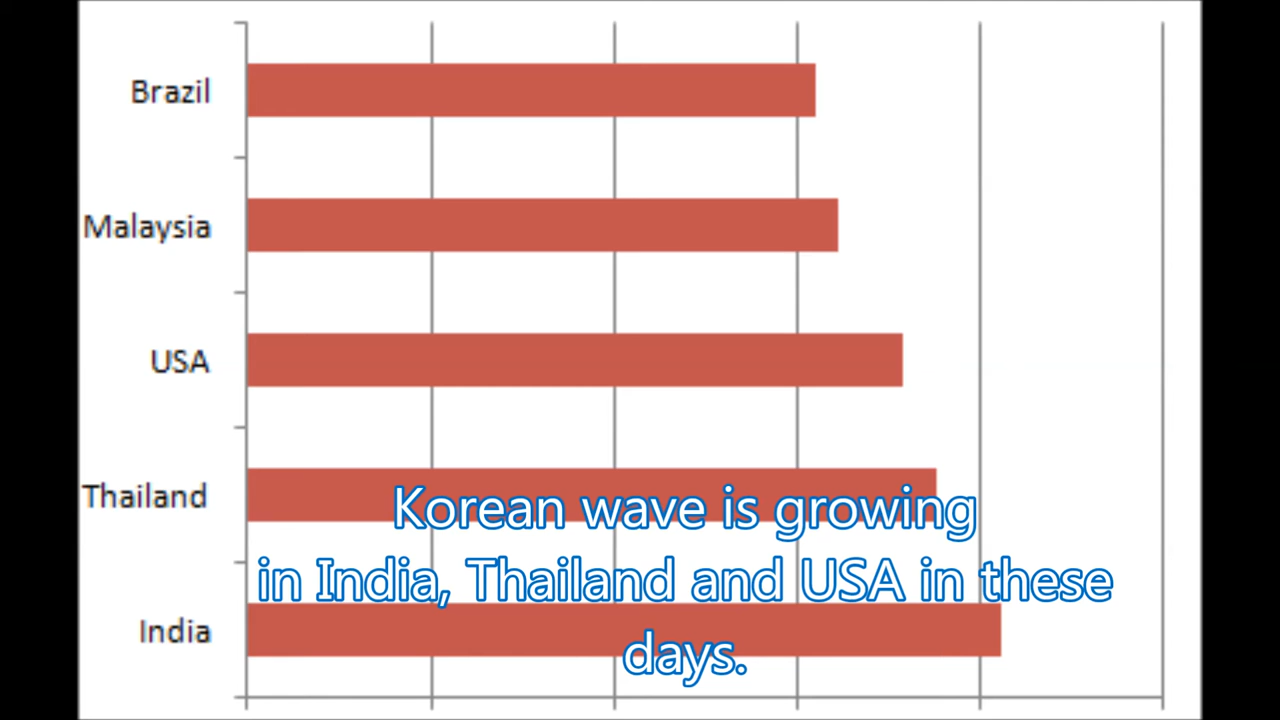 Brazil
Malaysia
USA
Thailand
Korean wave is growing
in India, Thailand and USA in these
India
days.